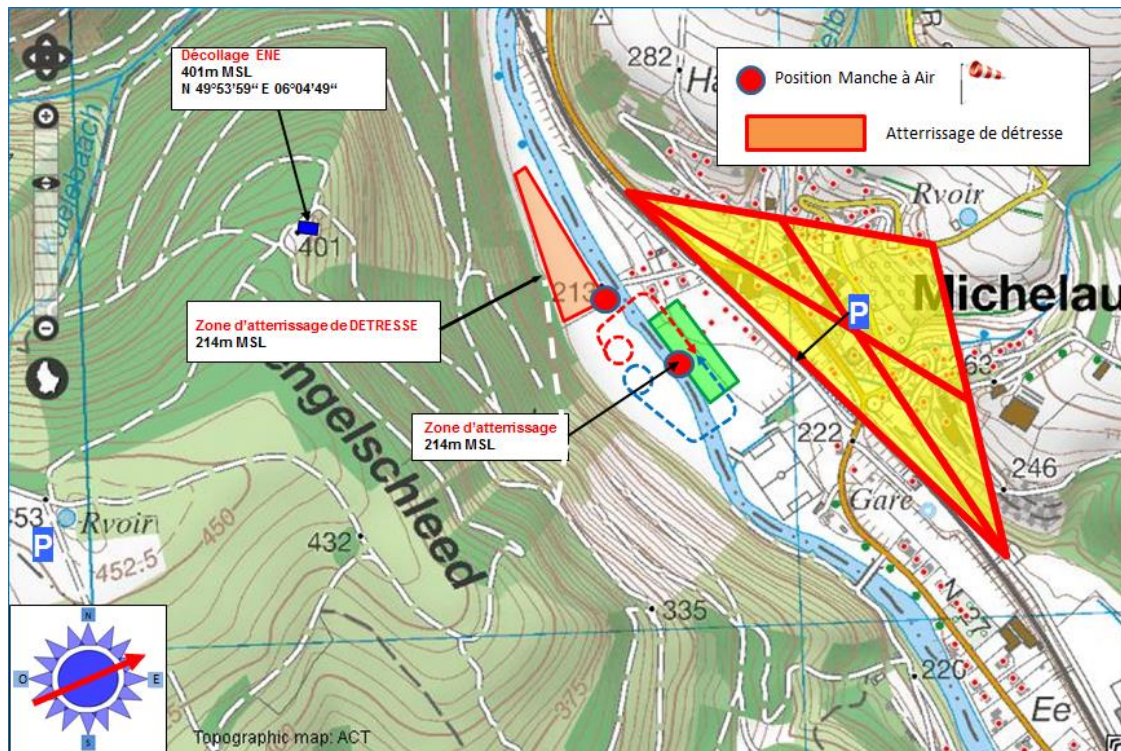 Décollage ENE
401m MSL
N 49°53'59“ E 06°04'49“
282
Position Manche à Air
Atterrissage de détresse
Rvoir
401
213
Michelau
P
Zone d'atterrissage de DETRESSE
214m MSL
63
Zone d'atterrissage
214m MSL
222
246
Gare
engelschleed
53
Rvoir
P
450
452.5
432
335
N 27
220
375
Ee
N
O
E
S
Topographic map: ACT